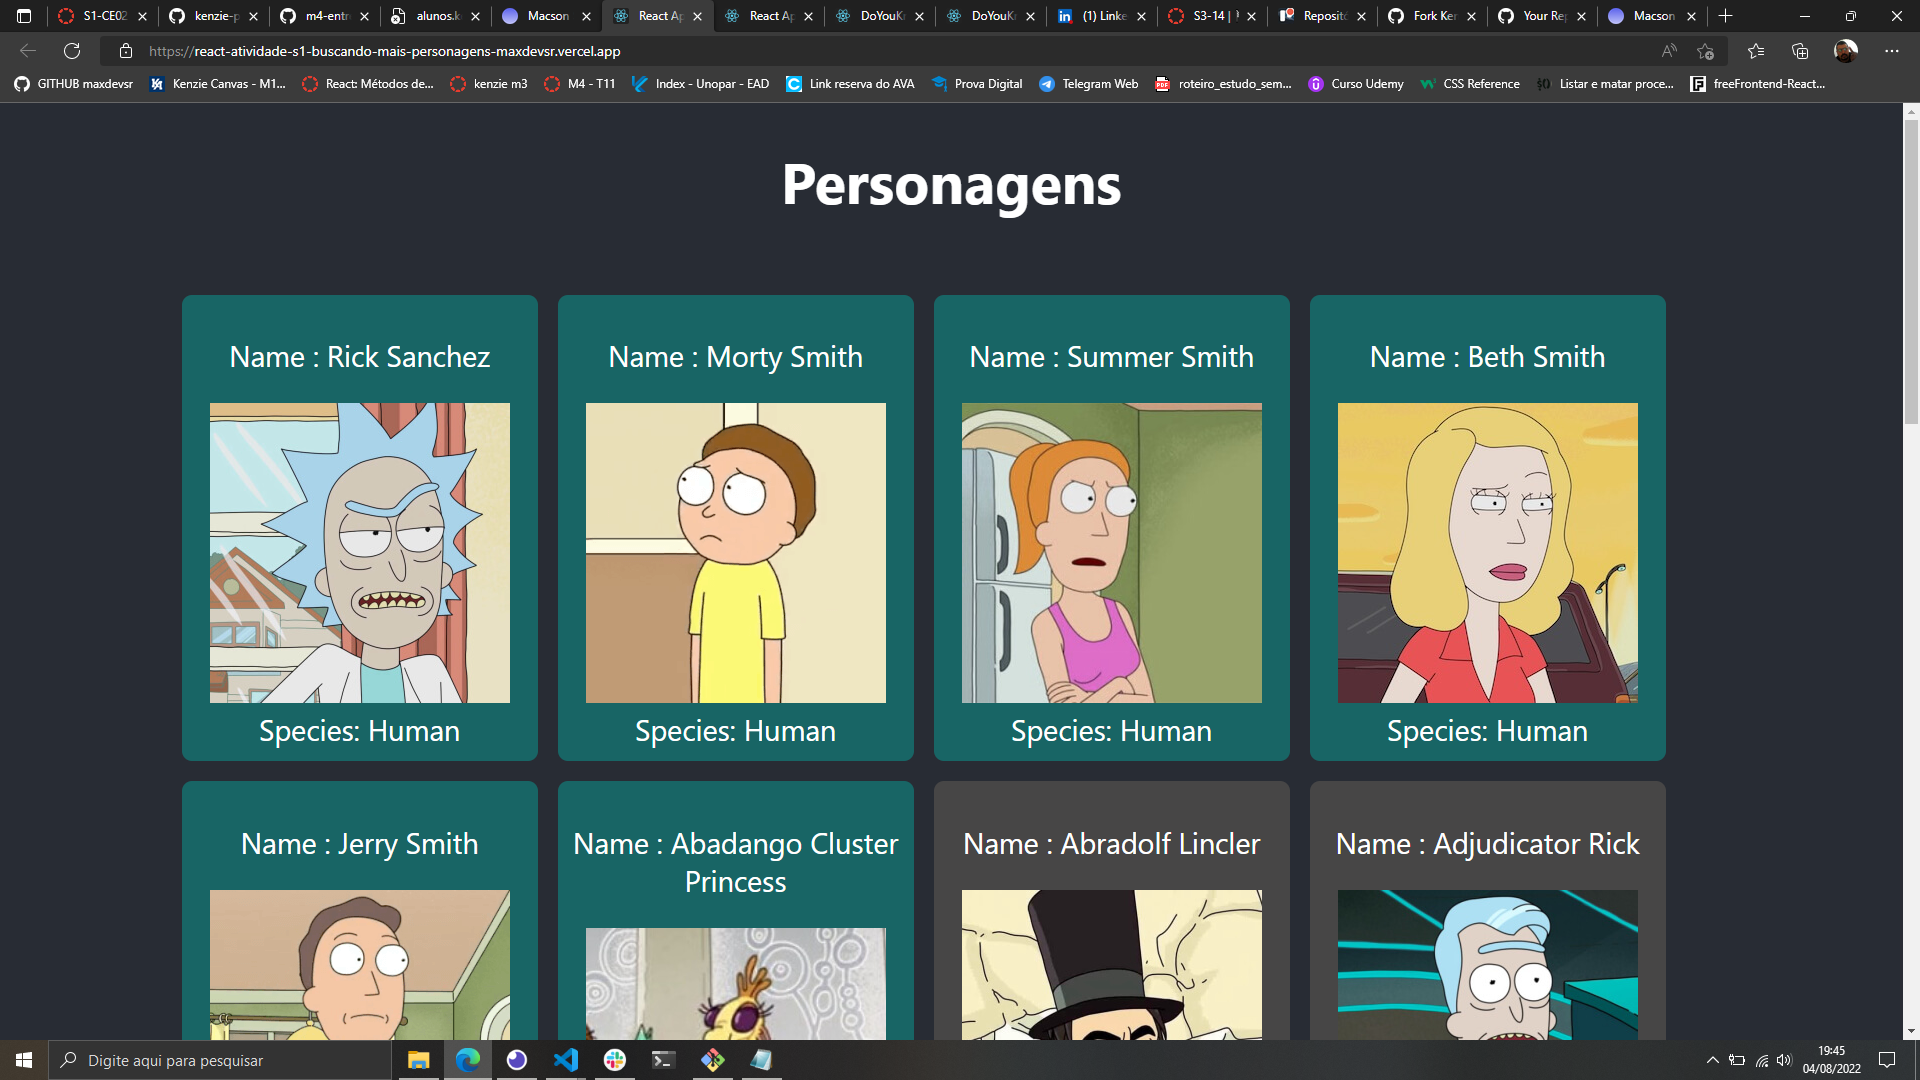 S1-CE02
kenzie-p
m4-entr
alunos.k
Macson
React Ap
React Ap
DoYouKn
DoYouKn
(1) Linke
S3-14 |
Repositó
Fork Ken
Your Rep
Macson
https://react-atividade-s1-buscando-mais-personagens-maxdevsr.vercel.app
GITHUB maxdevsr
Kenzie Canvas - M1...
React: Métodos de...
kenzie m3
M4 - T11
Index - Unopar - EAD
Link reserva do AVA
Prova Digital
Telegram Web
roteiro_estudo_sem...
Curso Udemy
CSS Reference
Listar e matar proce...
freeFrontend-React...
Personagens
Name : Rick Sanchez
Name : Morty Smith
Name : Summer Smith
Name : Beth Smith
Species: Human
Species: Human
Species: Human
Species: Human
Name : Jerry Smith
Name : Abadango Cluster
Princess
Name : Abradolf Lincler
Name : Adjudicator Rick
Digite aqui para pesquisar
19:45
04/08/2022